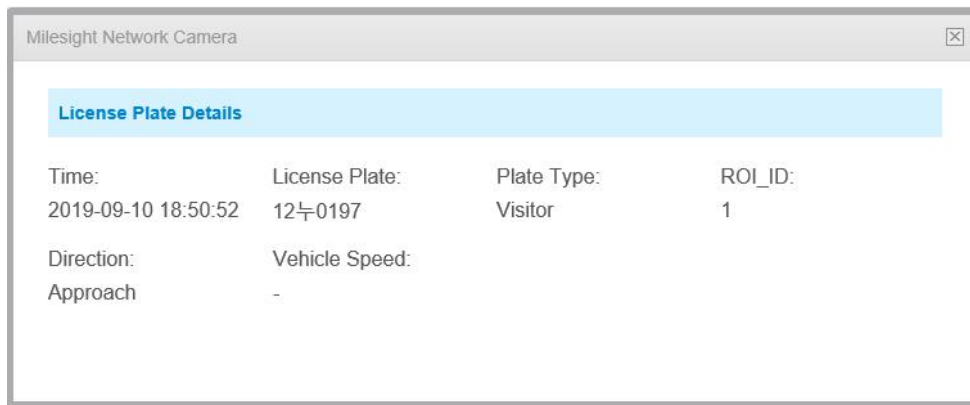 Milesight Network Camera
License Plate Details
Time: License Plate: Plate Type: ROI_ID:
2019-09-10 18:50:52 12누0197 Visitor 1
Direction: Vehicle Speed:
Approach -